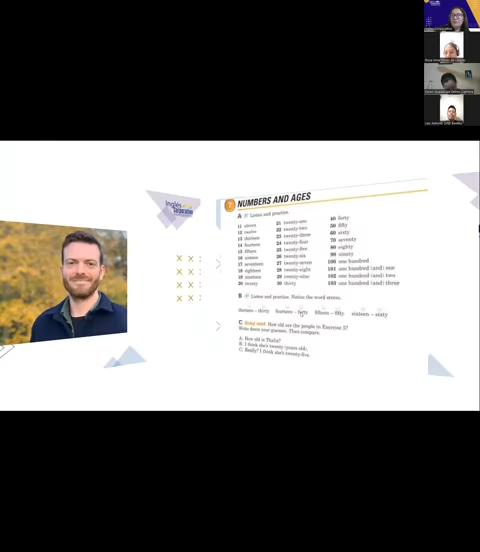 Inglés
Corporativo
7 NUMBERS AND AGES
A Listen and practice.
11 eleven
12 twelve
13 thirteen
14 fourteen
15 fifteen
16 sixteen
17 seventeen
18 eighteen
19 nineteen
20 twenty
21 twenty-one
22 twenty-two
23 twenty-three
24 twenty-four
25 twenty-five
26 twenty-six
27 twenty-seven
28 twenty-eight
29 twenty-nine
30 thirty
40 forty
50 fifty
60 sixty
70 seventy
80 eighty
90 ninety
100 one hundred
101 one hundred (and) one
102 one hundred (and) two
103 one hundred (and) three
B Listen and practice. Notice the word stress.
thirteen – thirty fourteen – forty fifteen – fifty sixteen – sixty
C How old are the people in Exercise 5?
Write down your guesses. Then compare.
A: How old is Thalia?
B: I think she's twenty (years old).
C: Really? I think she's twenty-five.